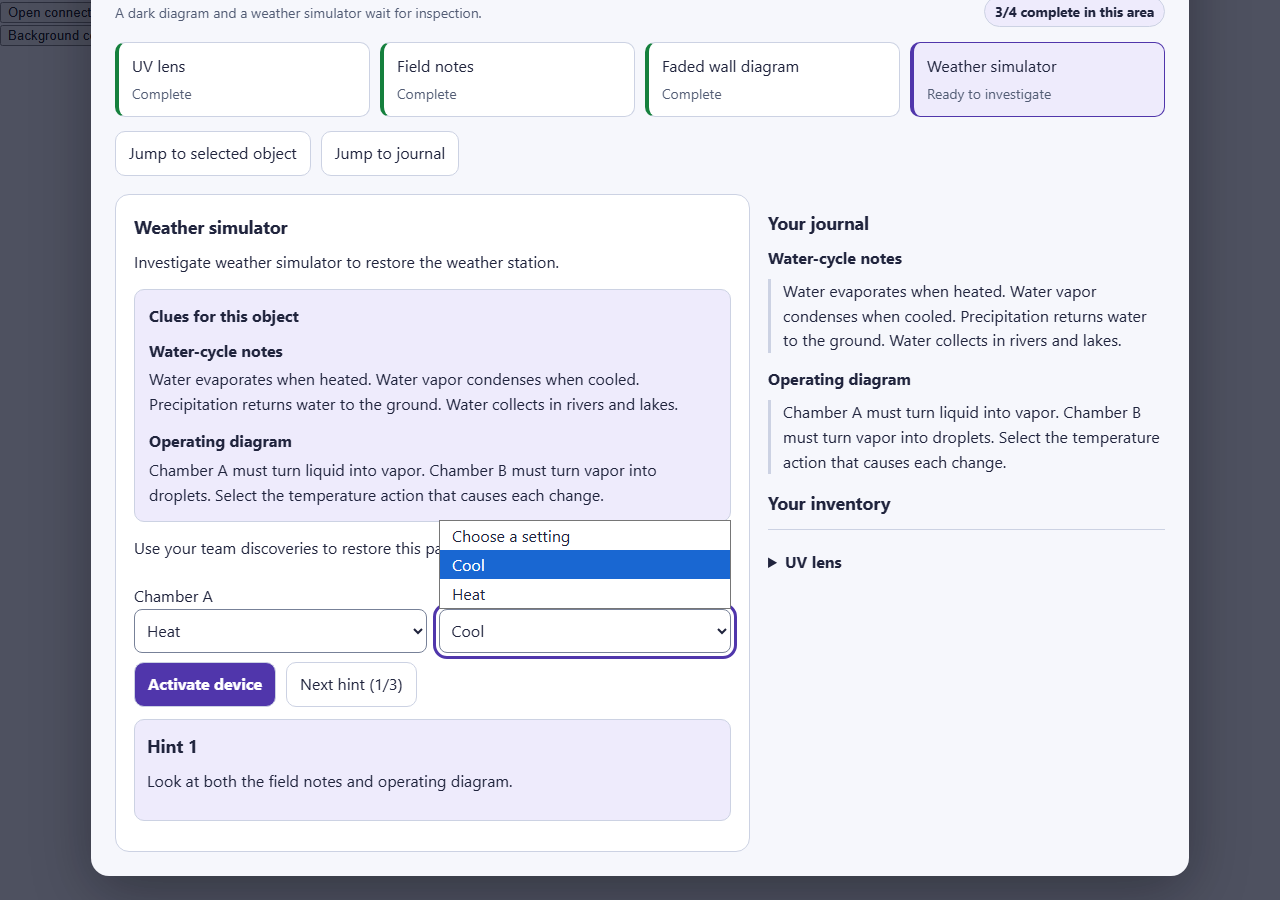 Open connect
Background c
A dark diagram and a weather simulator wait for inspection.
3/4 complete in this area
UV lens
Complete
Field notes
Complete
Faded wall diagram
Complete
Weather simulator
Ready to investigate
Jump to selected object
Jump to journal
Weather simulator
Investigate weather simulator to restore the weather station.
Clues for this object
Water-cycle notes
Water evaporates when heated. Water vapor condenses when cooled.
Precipitation returns water to the ground. Water collects in rivers and lakes.
Operating diagram
Chamber A must turn liquid into vapor. Chamber B must turn vapor into
droplets. Select the temperature action that causes each change.
Use your team discoveries to restore this pa
Choose a setting
Cool
Heat
Chamber A
Heat
Cool
Activate device
Next hint (1/3)
Hint 1
Look at both the field notes and operating diagram.
Your journal
Water-cycle notes
Water evaporates when heated. Water vapor
condenses when cooled. Precipitation returns water
to the ground. Water collects in rivers and lakes.
Operating diagram
Chamber A must turn liquid into vapor. Chamber B
must turn vapor into droplets. Select the temperature
action that causes each change.
Your inventory
UV lens